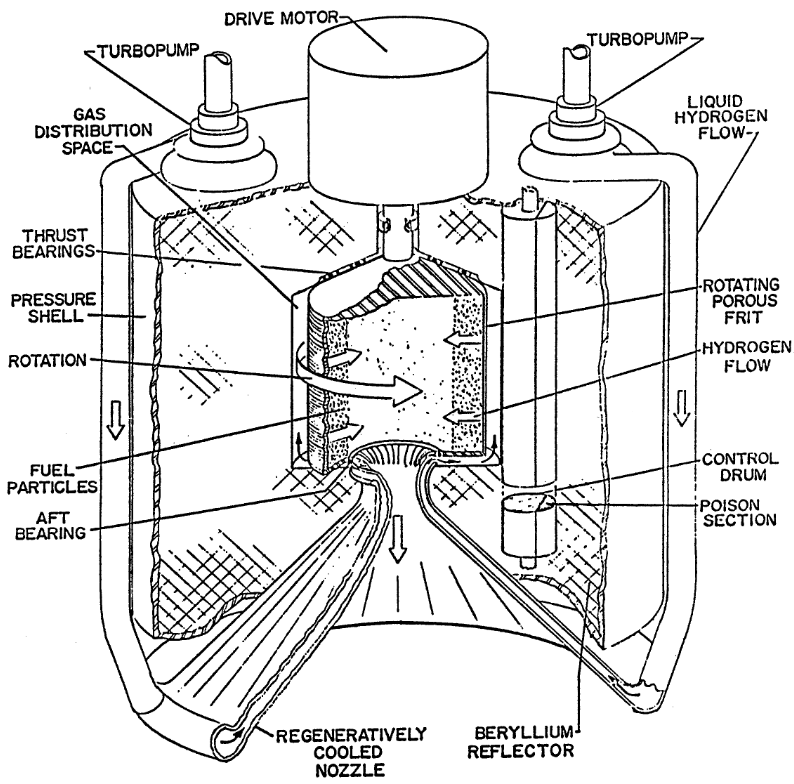 DRIVE MOTOR
TURBOPUMP
TURBOPUMP
GAS
DISTRIBUTION
SPACE
LIQUID
HYDROGEN
FLOW
THRUST
BEARINGS
PRESSURE
SHELL
ROTATION
ROTATING
POROUS
FRIT
HYDROGEN
FLOW
FUEL
PARTICLES
AFT
BEARING
CONTROL
DRUM
POISON
SECTION
REGENERATIVELY
COOLED
NOZZLE
BERYLLIUM
REFLECTOR